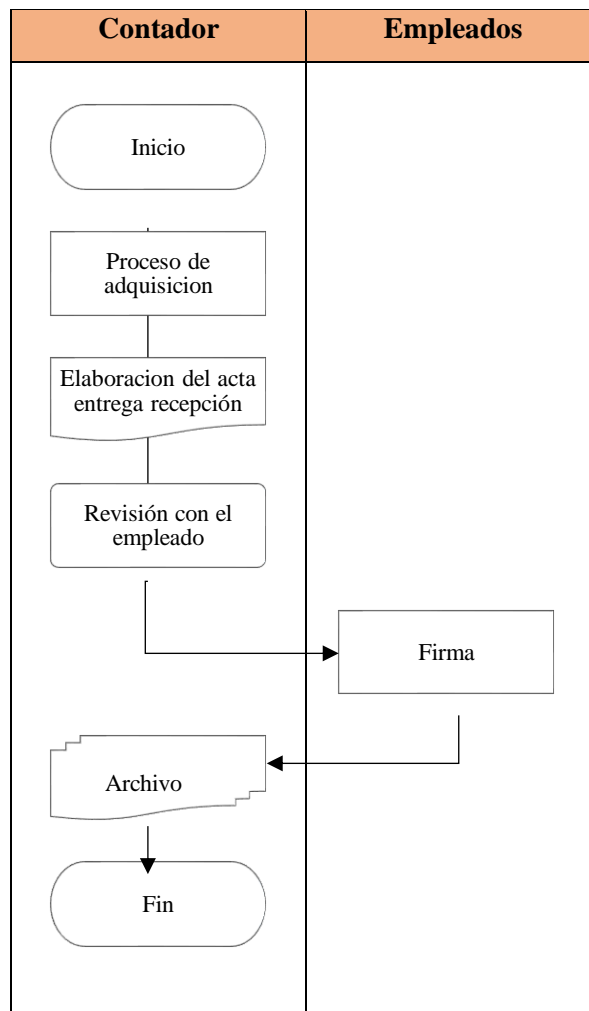 Contador
Empleados
Inicio
Proceso de
adquisicion
Elaboracion del acta
entrega recepción
Revisión con el
empleado
Firma
Archivo
Fin